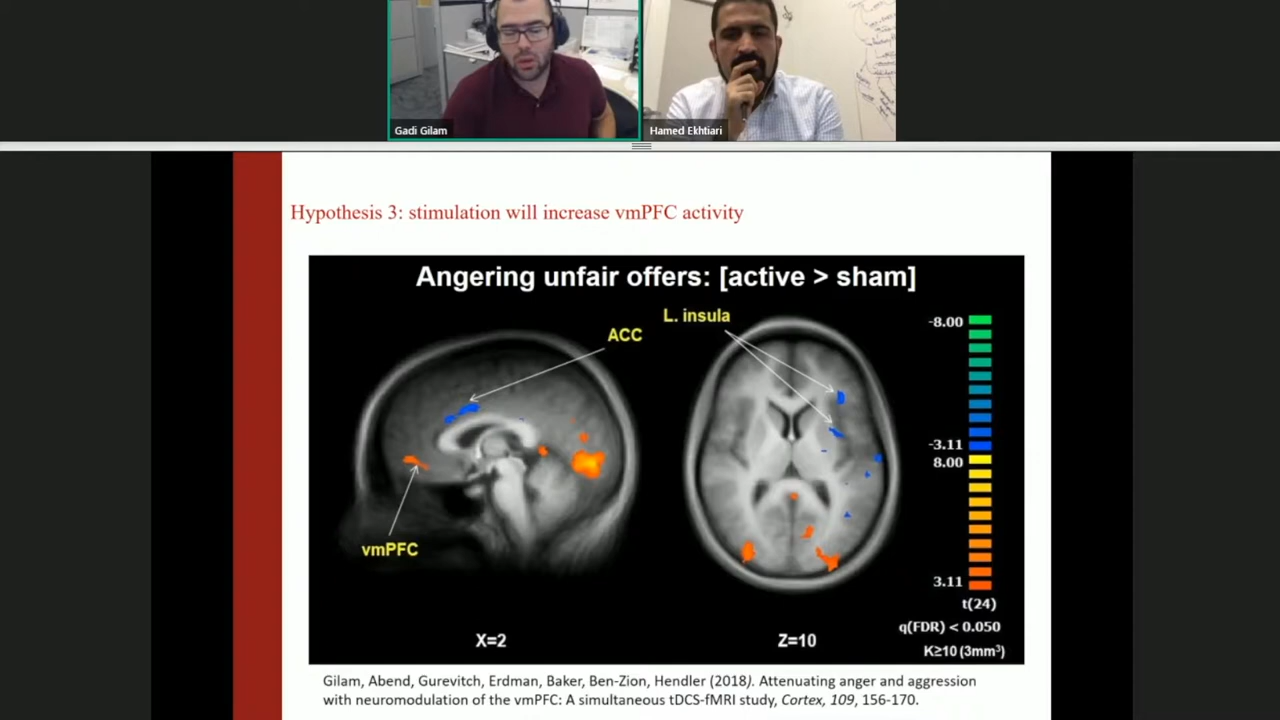 Gadi Gilam
Hamed Ekhtiari
Hypothesis 3: stimulation will increase vmPFC activity
Angering unfair offers: [active > sham]
L. insula
ACC
-8.00
-3.11
8.00
vmPFC
3.11
t(24)
q(FDR) < 0.050
X=2
Z=10
K≥10 (3mm³)
Gilam, Abend, Gurevitch, Erdman, Baker, Ben-Zion, Hendler (2018). Attenuating anger and aggression
with neuromodulation of the vmPFC: A simultaneous tDCS-fMRI study, Cortex, 109, 156-170.